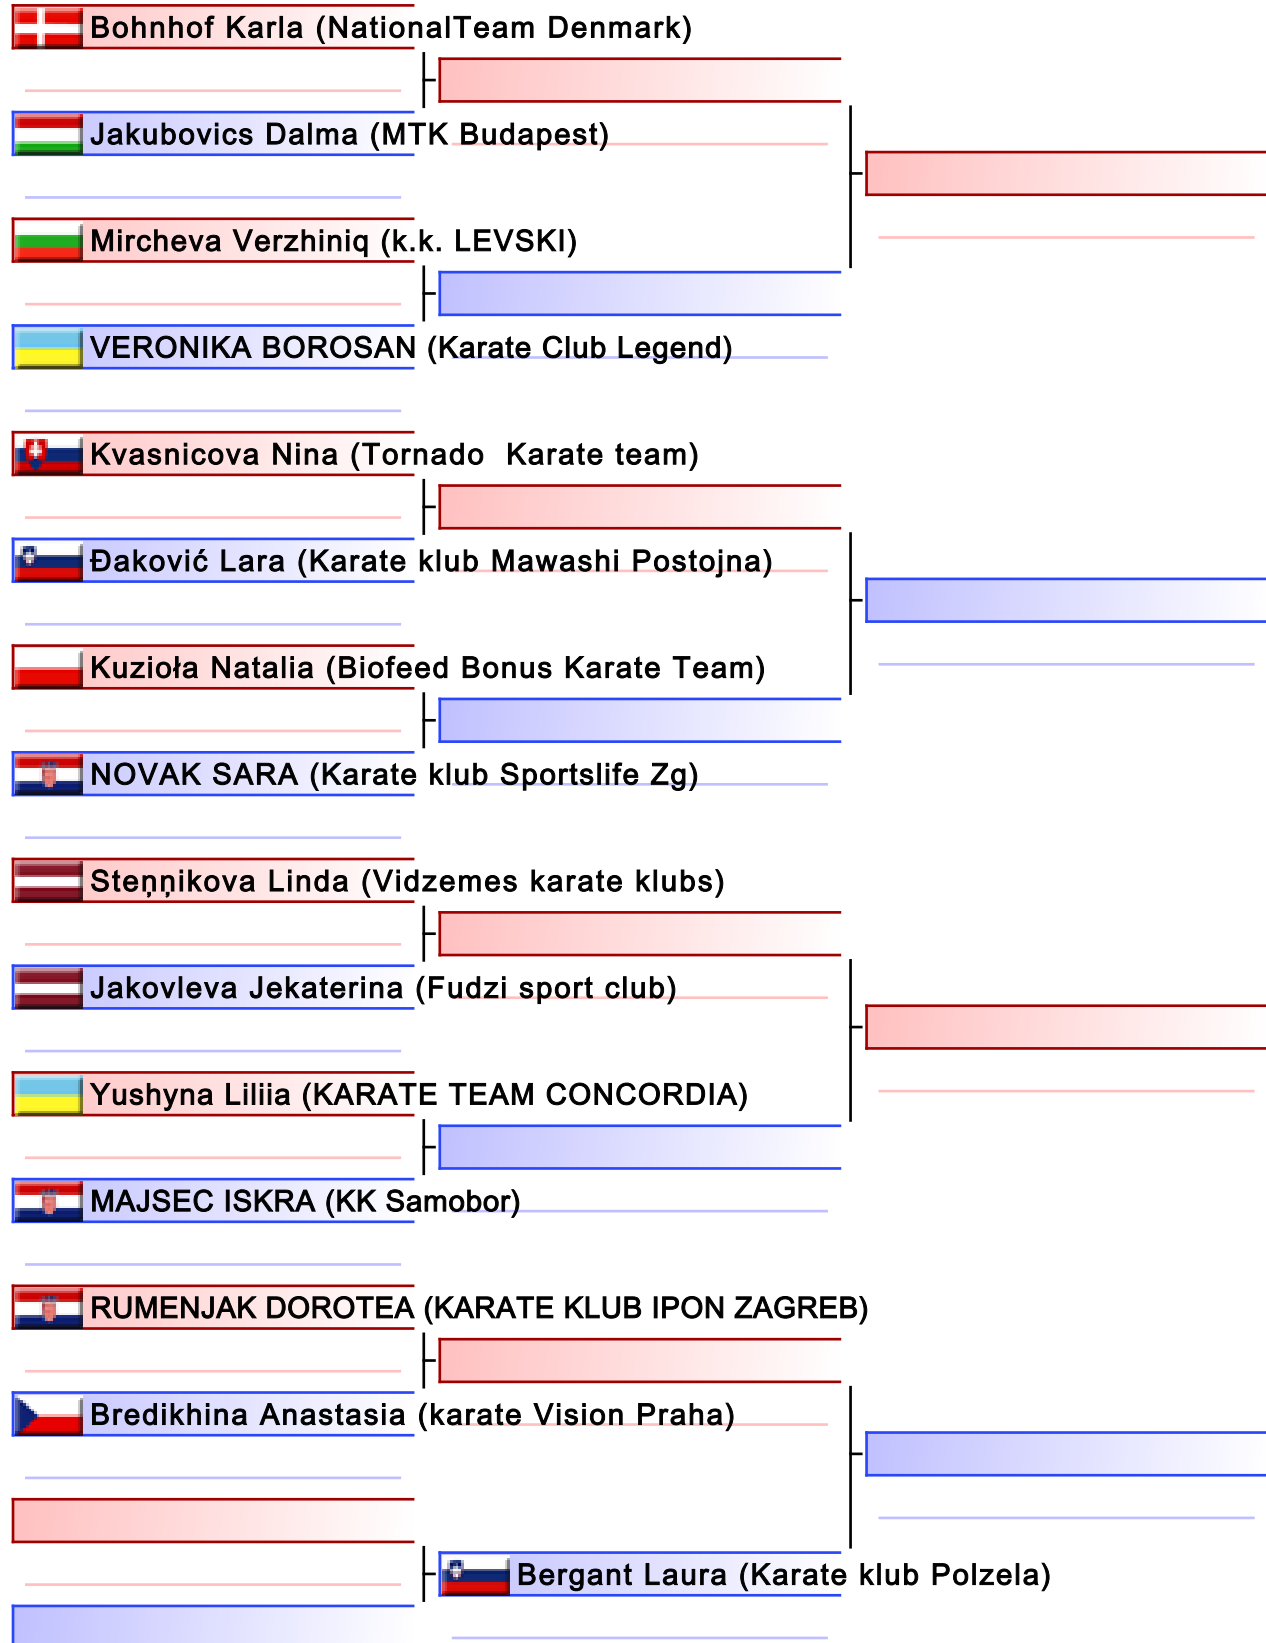 Bohnhof Karla (NationalTeam Denmark)
Jakubovics Dalma (MTK Budapest)
Mircheva Verzhiniq (k.k. LEVSKI)
VERONIKA BOROSAN (Karate Club Legend)
Kvasnicova Nina (Tornado  Karate team)
Đaković Lara (Karate klub Mawashi Postojna)
Kuzioła Natalia (Biofeed Bonus Karate Team)
NOVAK SARA (Karate klub Sportslife Zg)
Steņņikova Linda (Vidzemes karate klubs)
Jakovleva Jekaterina (Fudzi sport club)
Yushyna Liliia (KARATE TEAM CONCORDIA)
MAJSEC ISKRA (KK Samobor)
RUMENJAK DOROTEA (KARATE KLUB IPON ZAGREB)
Bredikhina Anastasia (karate Vision Praha)
Bergant Laura (Karate klub Polzela)